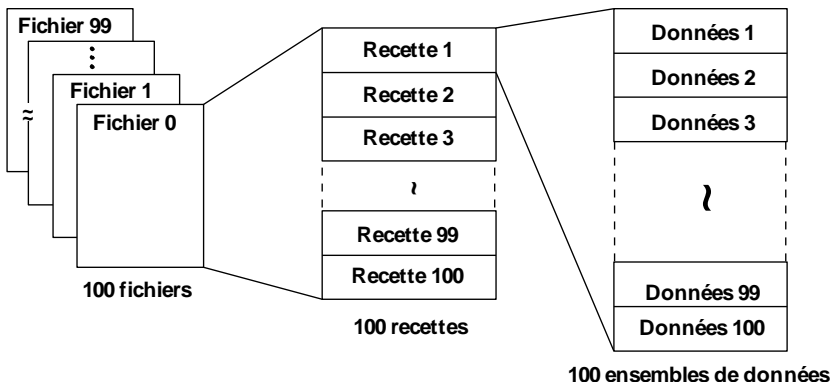 Fichier 99
Fichier 1
Fichier 0
100 fichiers
Recette 1
Recette 2
Recette 3
~
Recette 99
Recette 100
100 recettes
Données 1
Données 2
Données 3
~
Données 99
Données 100
100 ensembles de données